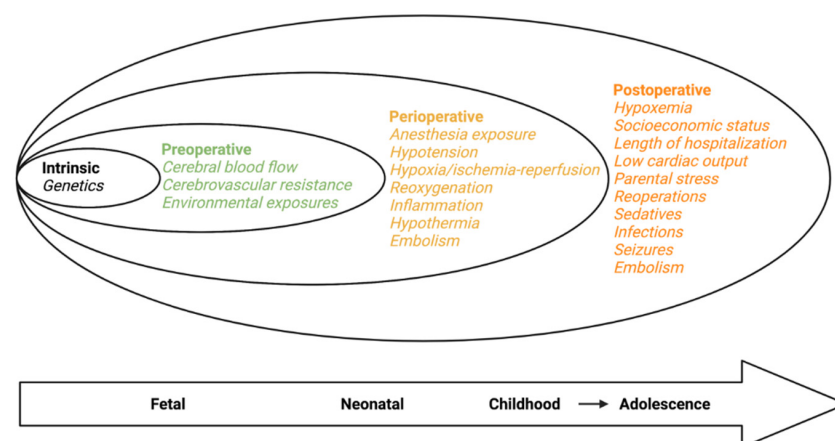 Intrinsic
Genetics
Preoperative
Cerebral blood flow
Cerebrovascular resistance
Environmental exposures
Perioperative
Anesthesia exposure
Hypotension
Hypoxia/ischemia-reperfusion
Reoxygenation
Inflammation
Hypothermia
Embolism
Postoperative
Hypoxemia
Socioeconomic status
Length of hospitalization
Low cardiac output
Parental stress
Reoperations
Sedatives
Infections
Seizures
Embolism
Fetal Neonatal Childhood → Adolescence